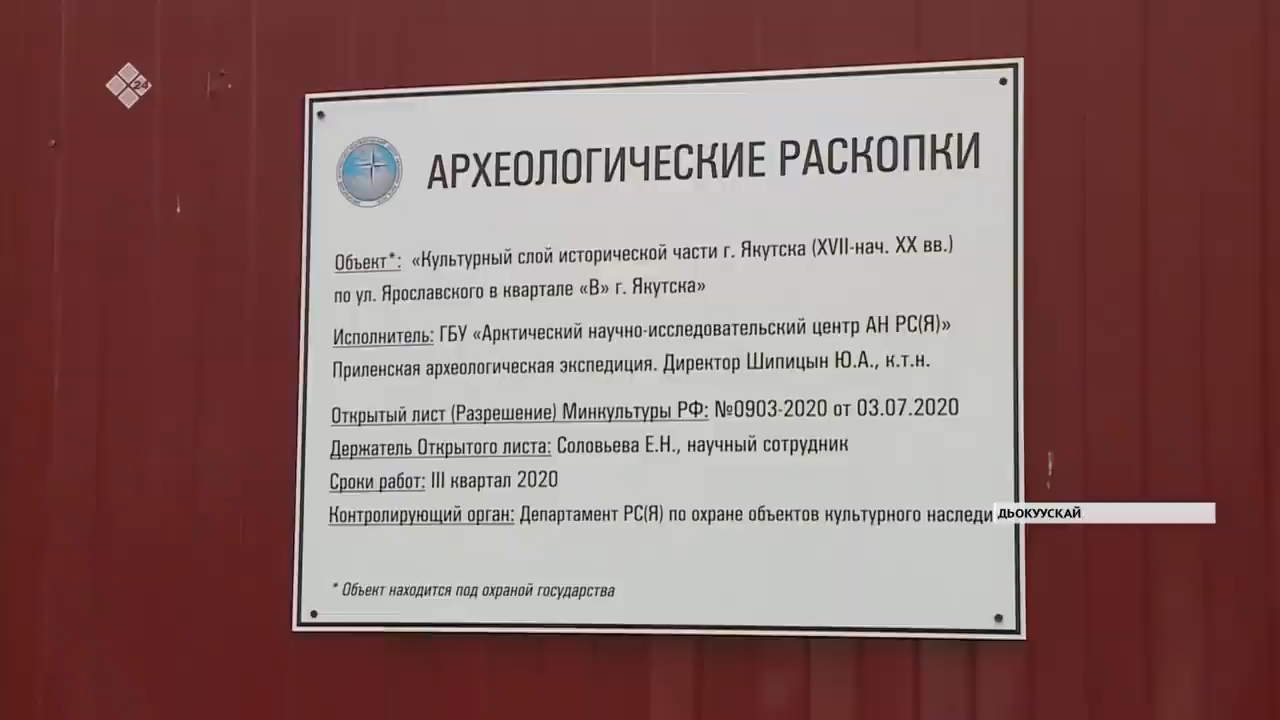 Х24
АРХЕОЛОГИЧЕСКИЕ РАСКОПКИ
Объект*: «Культурный слой исторической части г. Якутска (XVII-нач. XX вв.)
по ул. Ярославского в квартале «В» г. Якутска»
Исполнитель: ГБУ «Арктический научно-исследовательский центр АН РС(Я)»
Приленская археологическая экспедиция. Директор Шипицын Ю.А., к.т.н.
Открытый лист (Разрешение) Минкультуры РФ: №0903-2020 от 03.07.2020
Держатель Открытого листа: Соловьева Е.Н., научный сотрудник
Сроки работ: III квартал 2020
Контролирующий орган: Департамент РС(Я) по охране объектов культурного наследи
ДЬОКУУСКАЙ
* Объект находится под охраной государства